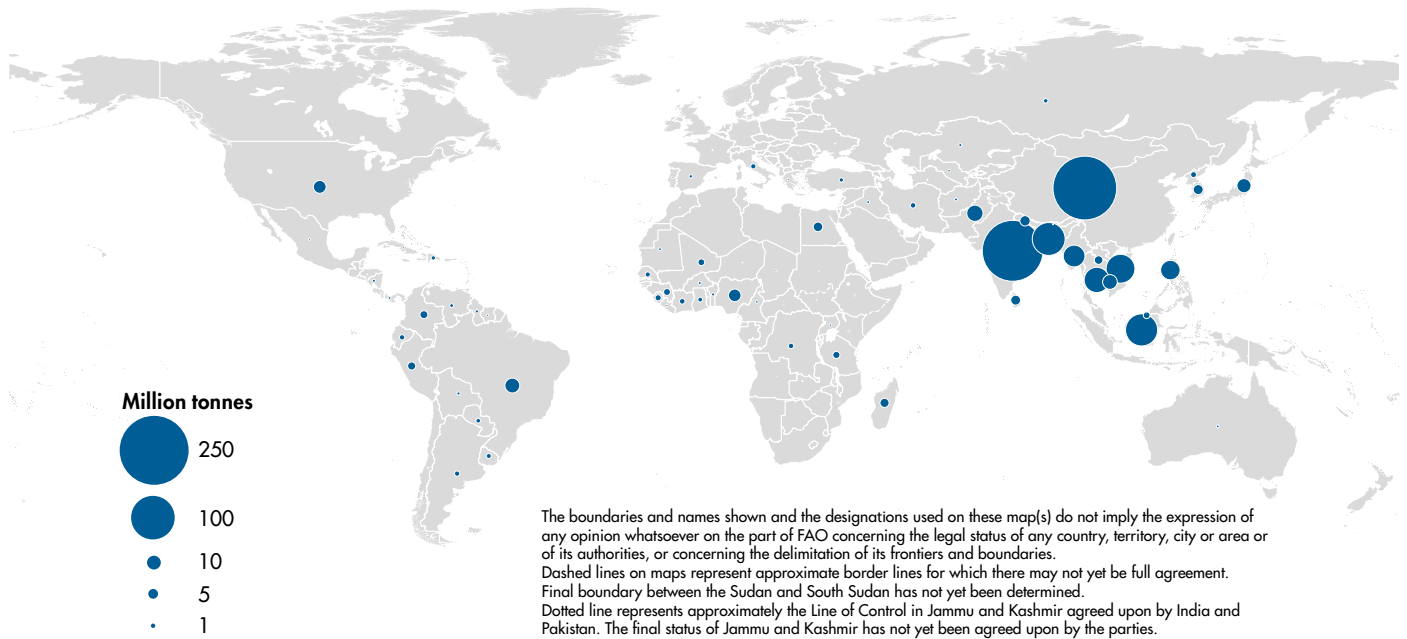 Million tonnes
250
100
10
5
1
The boundaries and names shown and the designations used on these map(s) do not imply the expression of
any opinion whatsoever on the part of FAO concerning the legal status of any country, territory, city or area or
of its authorities, or concerning the delimitation of its frontiers and boundaries.
Dashed lines on maps represent approximate border lines for which there may not yet be full agreement.
Final boundary between the Sudan and South Sudan has not yet been determined.
Dotted line represents approximately the Line of Control in Jammu and Kashmir agreed upon by India and
Pakistan. The final status of Jammu and Kashmir has not yet been agreed upon by the parties.